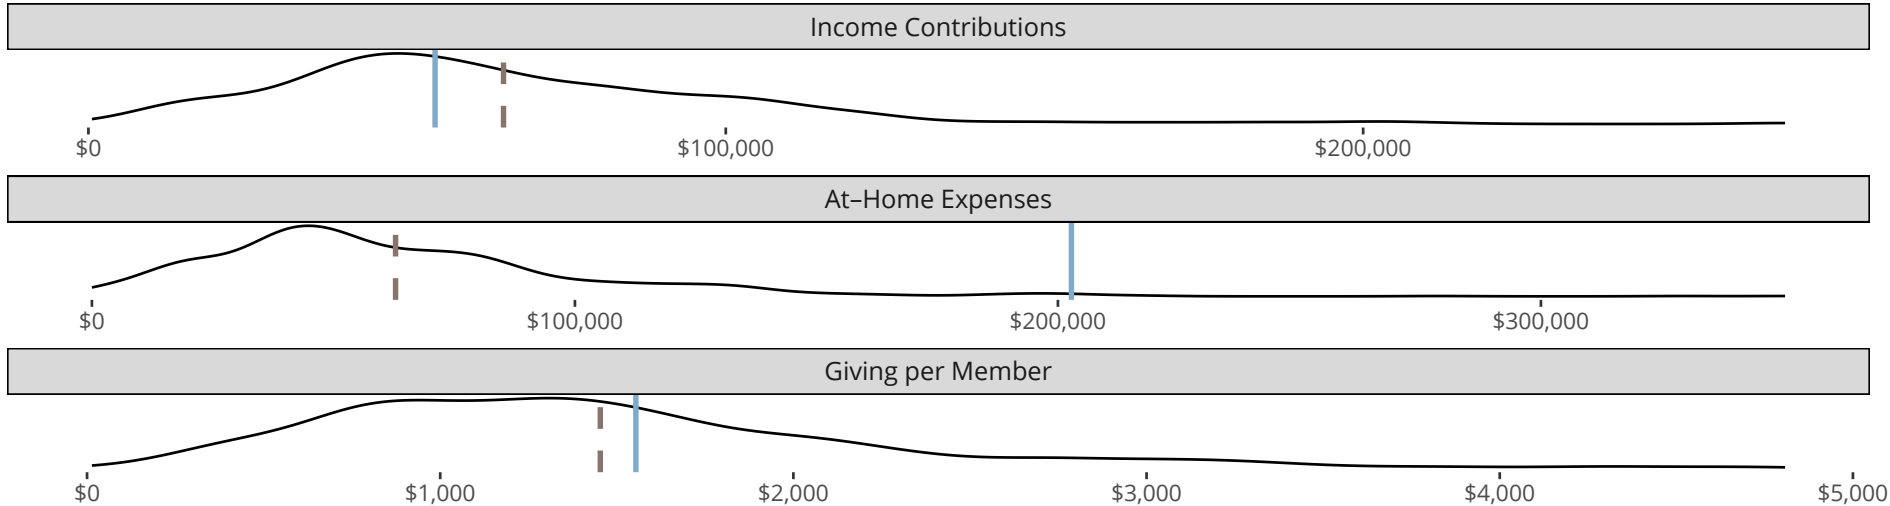 Income Contributions
$0 $100,000 $200,000
At–Home Expenses
$0 $100,000 $200,000 $300,000
Giving per Member
$0 $1,000 $2,000 $3,000 $4,000 $5,000